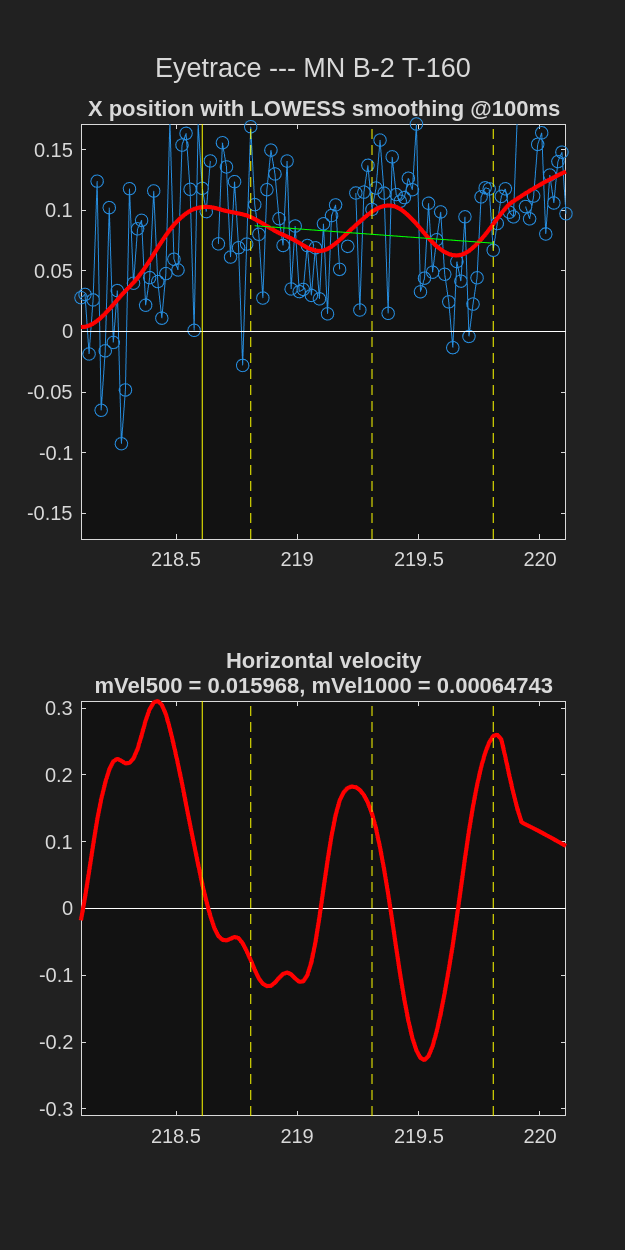 Eyetrace --- MN B-2 T-160
X position with LOWESS smoothing @100ms
0.15
0.1
0.05
0
-0.05
-0.1
-0.15
218.5 219 219.5 220
Horizontal velocity
mVel500 = 0.015968, mVel1000 = 0.00064743
0.3
0.2
0.1
0
-0.1
-0.2
-0.3
218.5 219 219.5 220